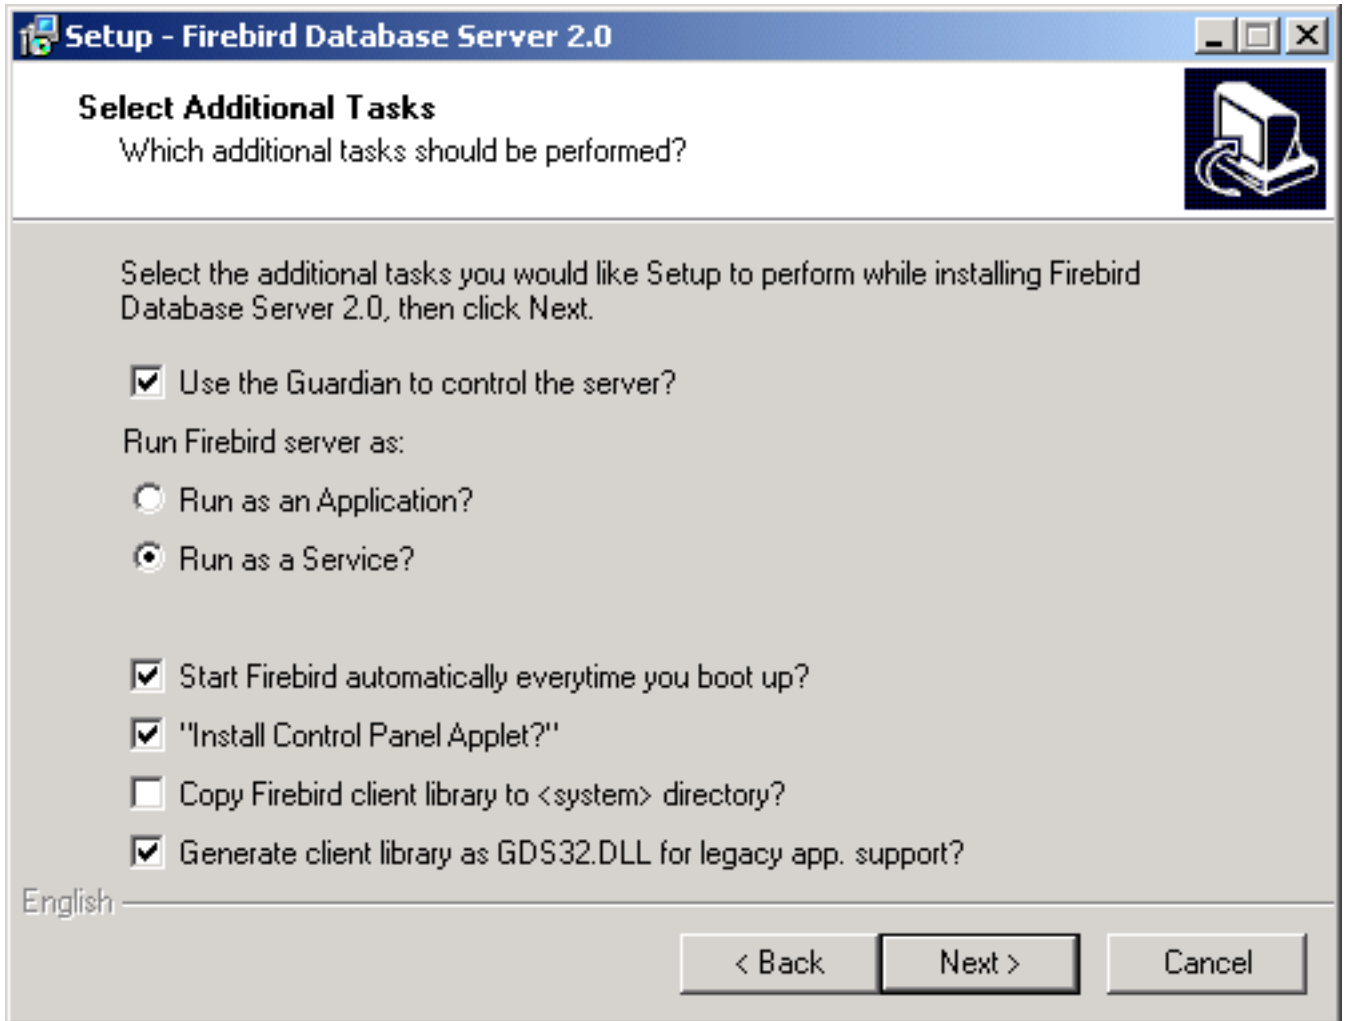 Setup - Firebird Database Server 2.0
Select Additional Tasks
Which additional tasks should be performed?
Select the additional tasks you would like Setup to perform while installing Firebird
Database Server 2.0, then click Next.
Use the Guardian to control the server?
Run Firebird server as:
Run as an Application?
Run as a Service?
Start Firebird automatically everytime you boot up?
"Install Control Panel Applet?"
Copy Firebird client library to <system> directory?
Generate client library as GDS32.DLL for legacy app. support?
English
< Back
Next >
Cancel